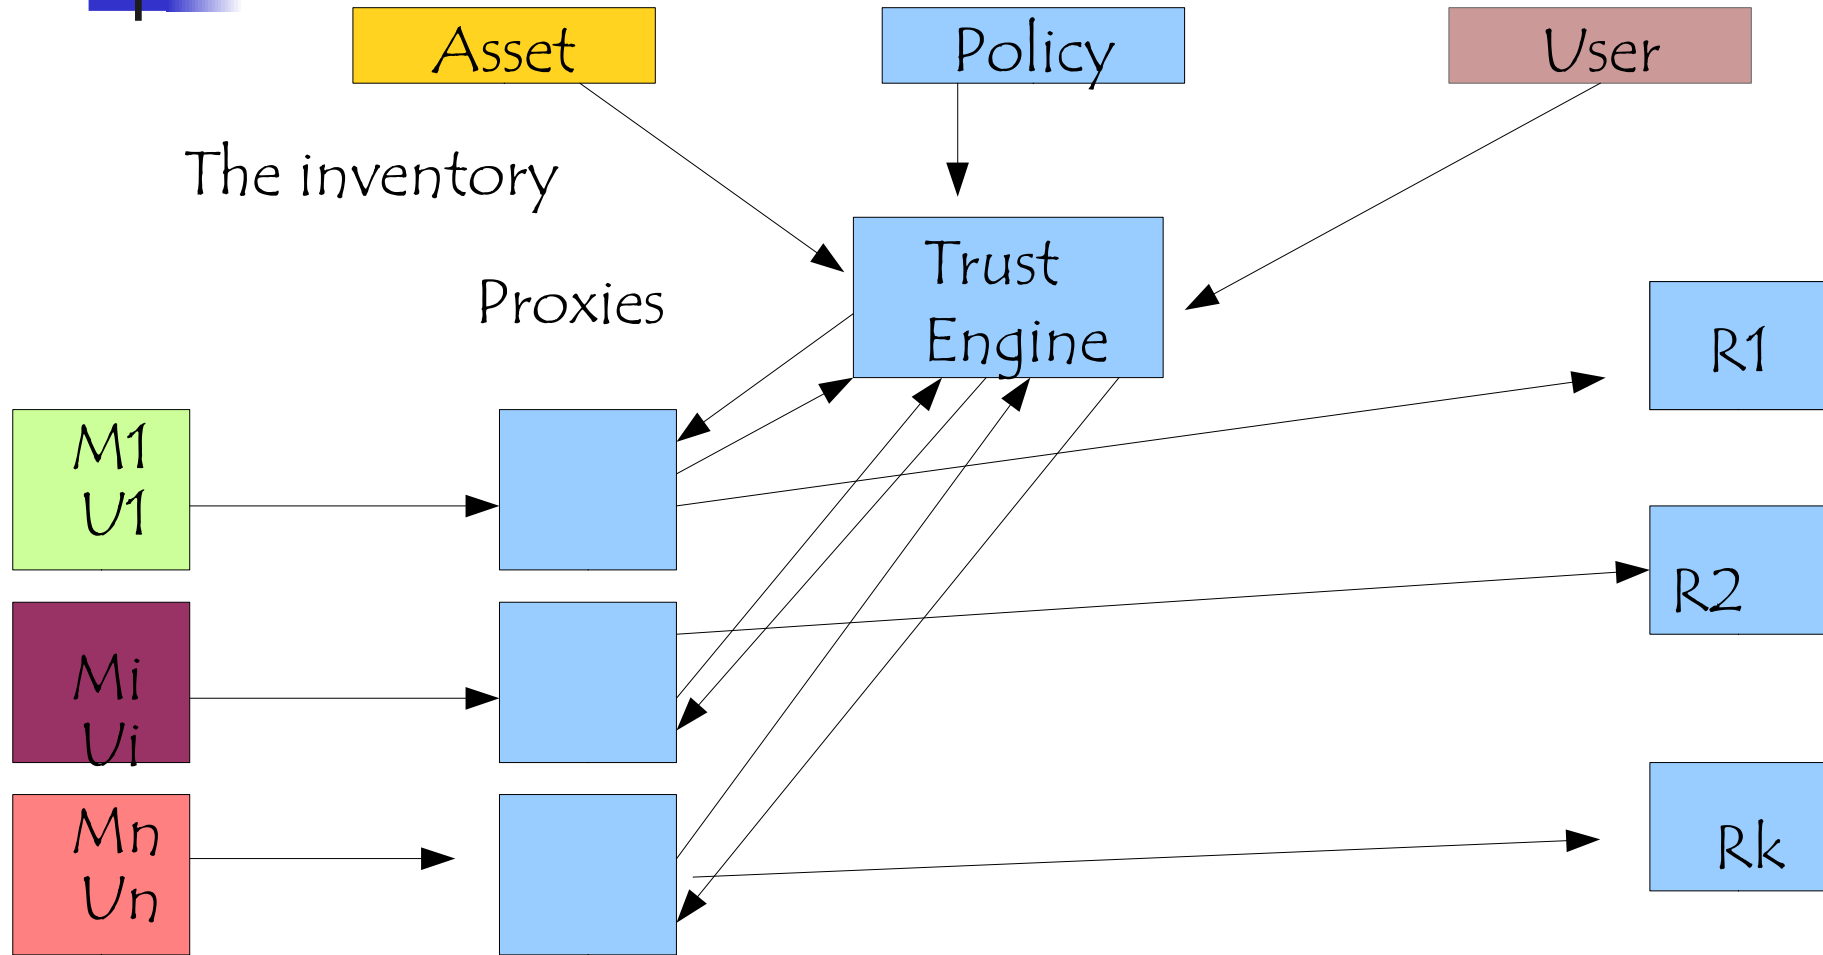 Asset
Policy
User
The inventory
Trust
Engine
Proxies
R1
M1
U1
R2
Mi
Ui
Mn
Un
Rk